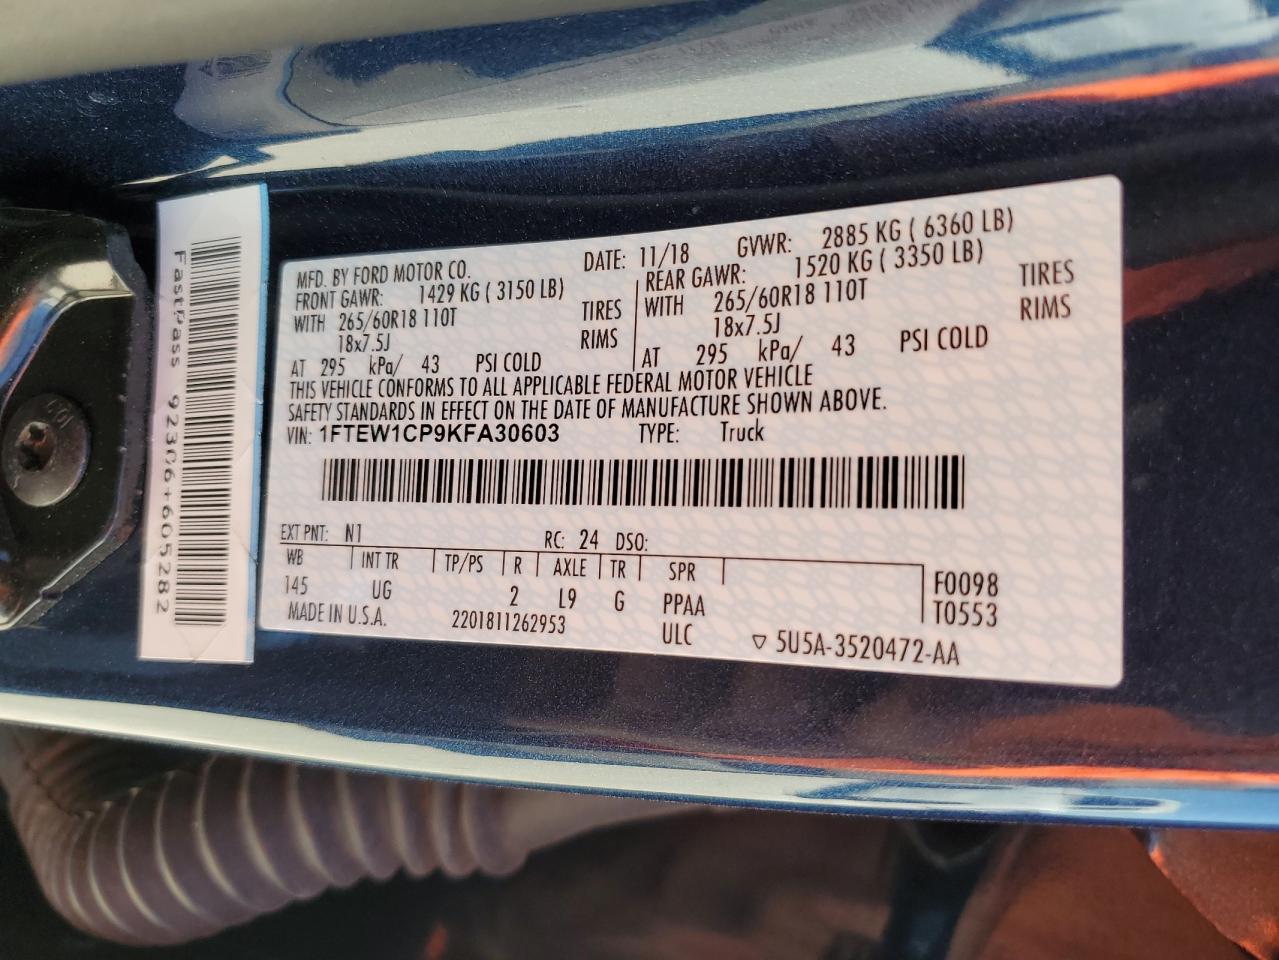 FastPass 92306+605282
MFD. BY FORD MOTOR CO. DATE: 11/18 GVWR: 2885 KG ( 6360 LB)
FRONT GAWR: 1429 KG ( 3150 LB) REAR GAWR: 1520 KG ( 3350 LB)
WITH 265/60R18 110T TIRES WITH 265/60R18 110T TIRES
18x7.5J RIMS 18x7.5J RIMS
AT 295 kPa/ 43 PSI COLD AT 295 kPa/ 43 PSI COLD
THIS VEHICLE CONFORMS TO ALL APPLICABLE FEDERAL MOTOR VEHICLE
SAFETY STANDARDS IN EFFECT ON THE DATE OF MANUFACTURE SHOWN ABOVE.
VIN: 1FTEW1CP9KFA30603 TYPE: Truck
EXT PNT: N1 RC: 24 DSO:
WB INT TR TP/PS R AXLE TR SPR F0098
145 UG 2 L9 G PPAA T0553
MADE IN U.S.A. 2201811262953 ULC ▽ 5U5A-3520472-AA